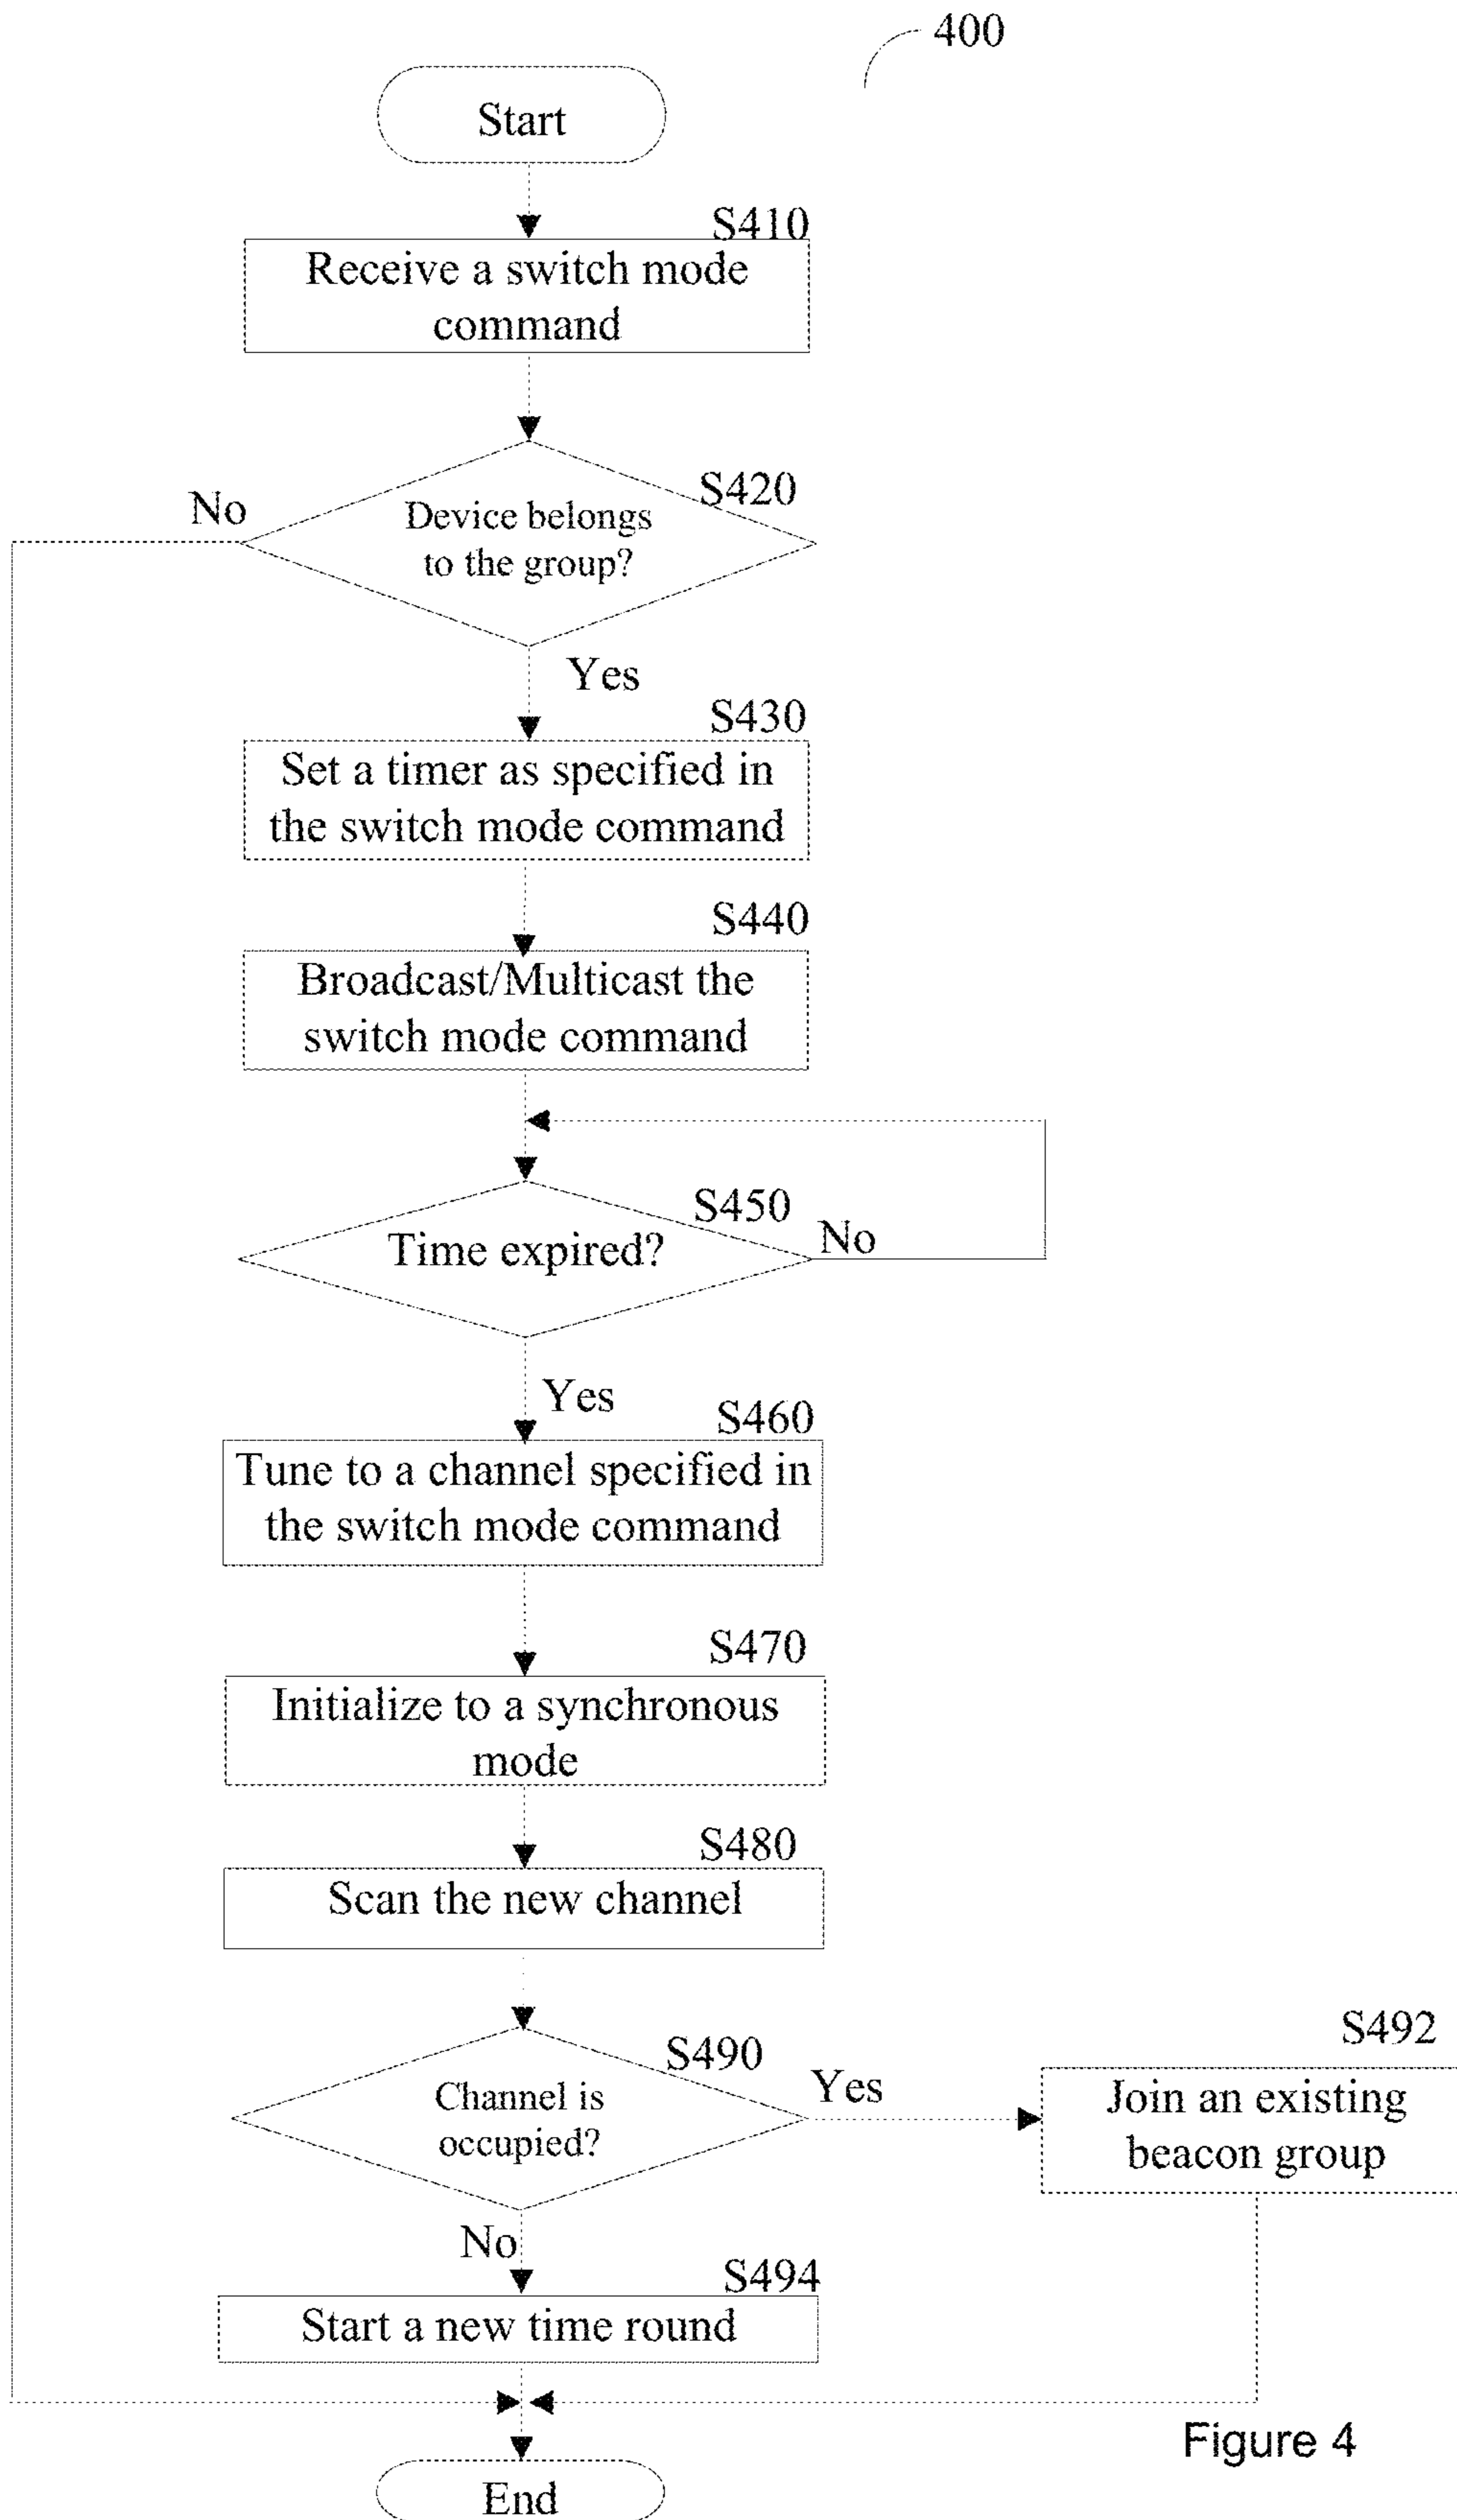 400
Start
S410
Receive a switch mode
command
S420
No
Device belongs
to the group?
Yes
S430
Set a timer as specified in
the switch mode command
S440
Broadcast/Multicast the
switch mode command
S450
Time expired?
No
Yes
S460
Tune to a channel specified in
the switch mode command
S470
Initialize to a synchronous
mode
S480
Scan the new channel
S490
Channel is
occupied?
Yes
S492
Join an existing
beacon group
No
S494
Start a new time round
Figure 4
End